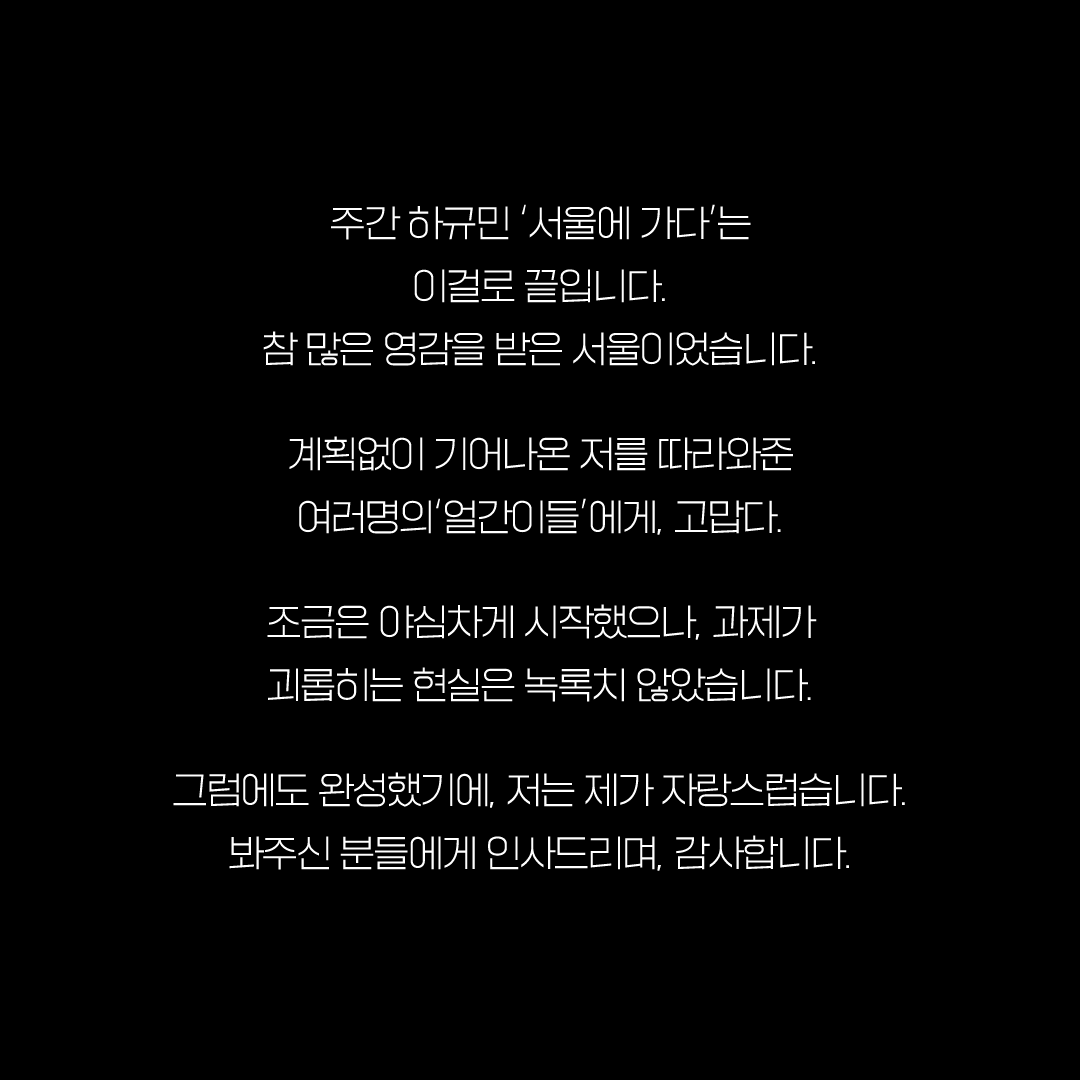 주간 하규민 ‘서울에 가다’는
이걸로 끝입니다.
참 많은 영감을 받은 서울이었습니다.
계획없이 기어나온 저를 따라와준
여러명의‘얼간이들’에게, 고맙다.
조금은 야심차게 시작했으나, 과제가
괴롭히는 현실은 녹록치 않았습니다.
그럼에도 완성했기에, 저는 제가 자랑스럽습니다.
봐주신 분들에게 인사드리며, 감사합니다.